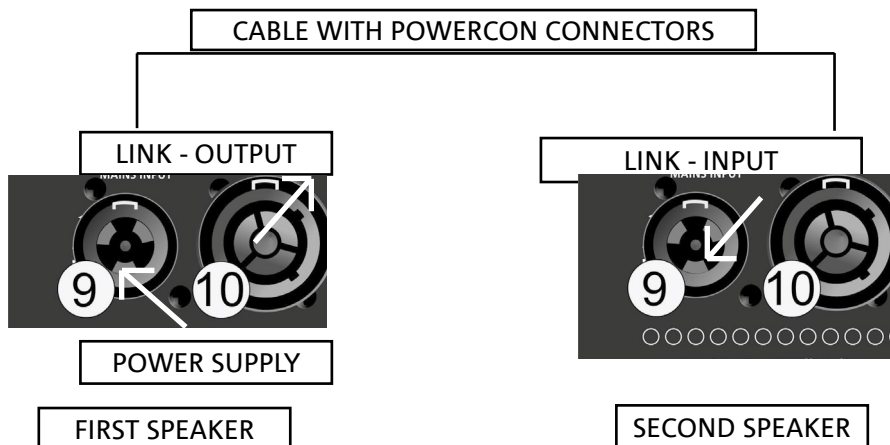 CABLE WITH POWERCON CONNECTORS
LINK - OUTPUT
LINK - INPUT
MAINS INPUT
MAINS INPUT
9
10
9
10
POWER SUPPLY
FIRST SPEAKER
SECOND SPEAKER